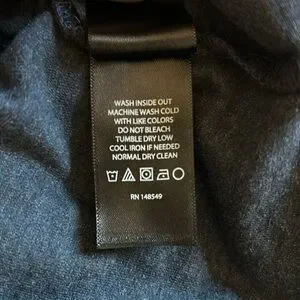 WASH INSIDE OUT
MACHINE WASH COLD
WITH LIKE COLORS
DO NOT BLEACH
TUMBLE DRY LOW
COOL IRON IF NEEDED
NORMAL DRY CLEAN
RN 148549